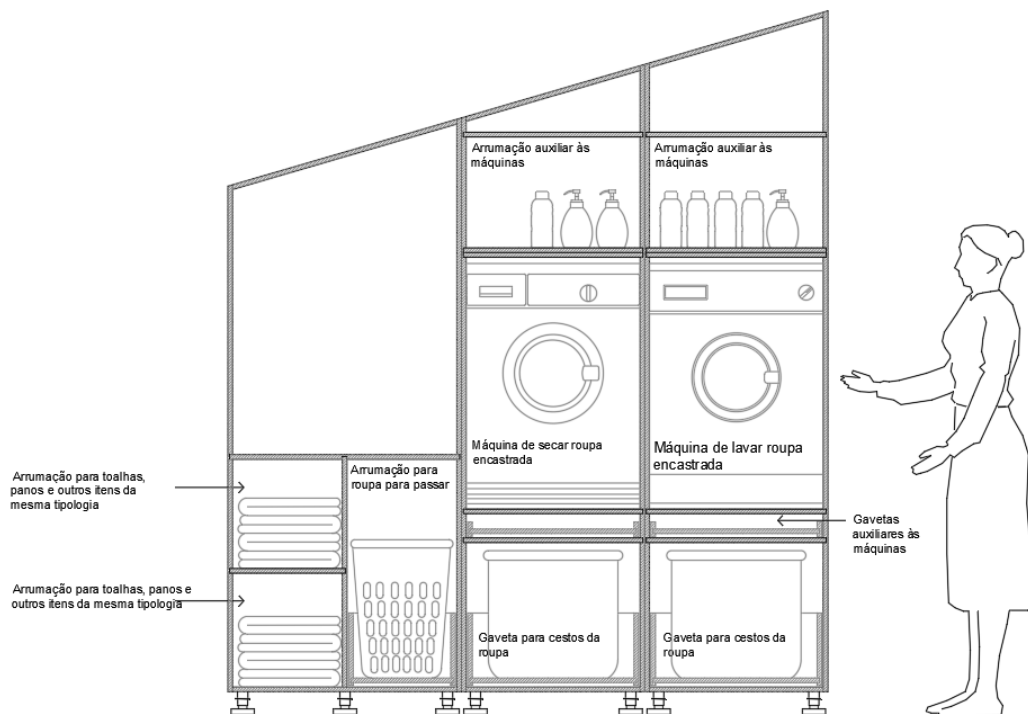 Arrumação auxiliar às
máquinas
Arrumação auxiliar às
máquinas
Máquina de secar roupa
encastrada
Máquina de lavar roupa
encastrada
Arrumação para toalhas,
panos e outros itens da
mesma tipologia
Arrumação para
roupa para passar
Gavetas
auxiliares às
máquinas
Arrumação para toalhas, panos e
outros itens da mesma tipologia
Gaveta para cestos da
roupa
Gaveta para cestos da
roupa